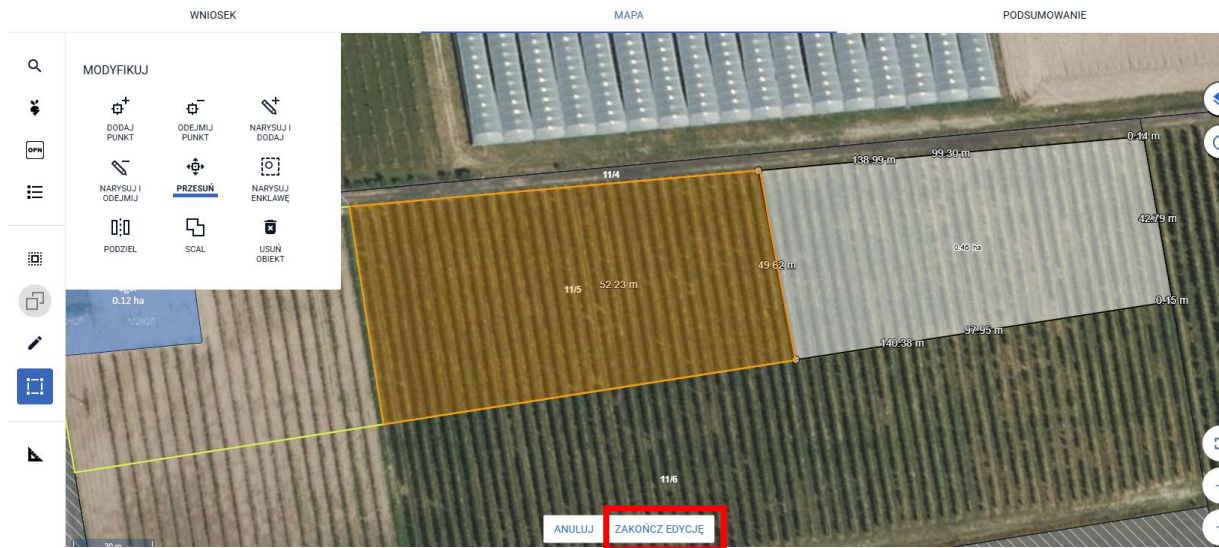 WNIOSEK
MAPA
PODSUMOWANIE
MODYFIKUJ
DODAJ
PUNKT
ODEJMIJ
PUNKT
NARYSUJ I
DODAJ
NARYSUJ I
ODEJMIJ
PRZESUŃ
NARYSUJ
ENKLAWĘ
PODZIEL
SCAL
USUŃ
OBIEKT
OPN
0.12 ha
11/4
138.99 m
99.30 m
0.14 m
42.79 m
0.46 ha
49.62 m
11/5
52.23 m
0.15 m
97.95 m
140.38 m
11/6
ANULUJ
ZAKOŃCZ EDYCJĘ
20 m